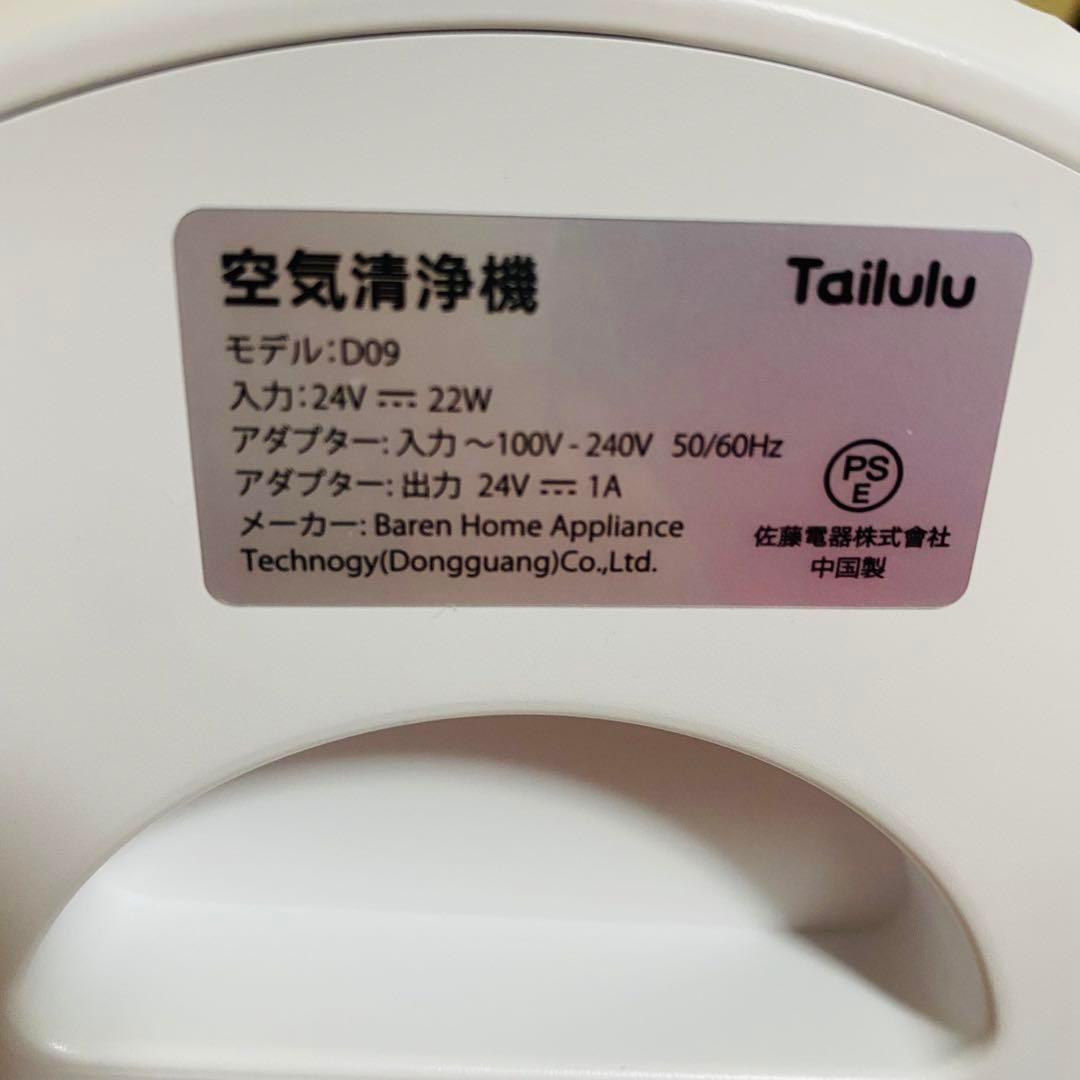 空気清浄機
Tailulu
モデル:D09
入力:24V ⎓ 22W
アダプター:入力 ～100V - 240V 50/60Hz
アダプター:出力 24V ⎓ 1A
メーカー: Baren Home Appliance
Technogy(Dongguang)Co.,Ltd.
PS
E
佐藤電器株式會社
中国製